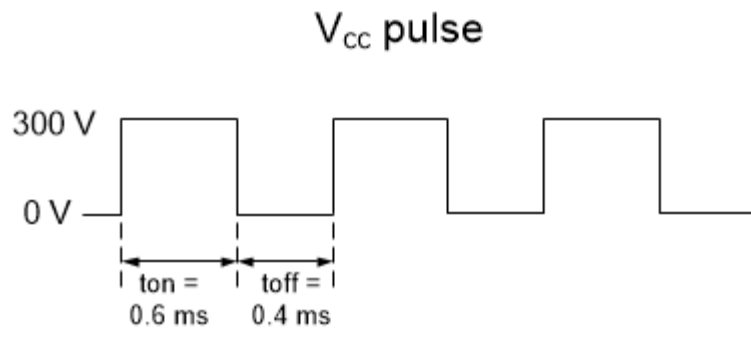 Vcc pulse
300 V
0 V
ton =
0.6 ms
toff =
0.4 ms